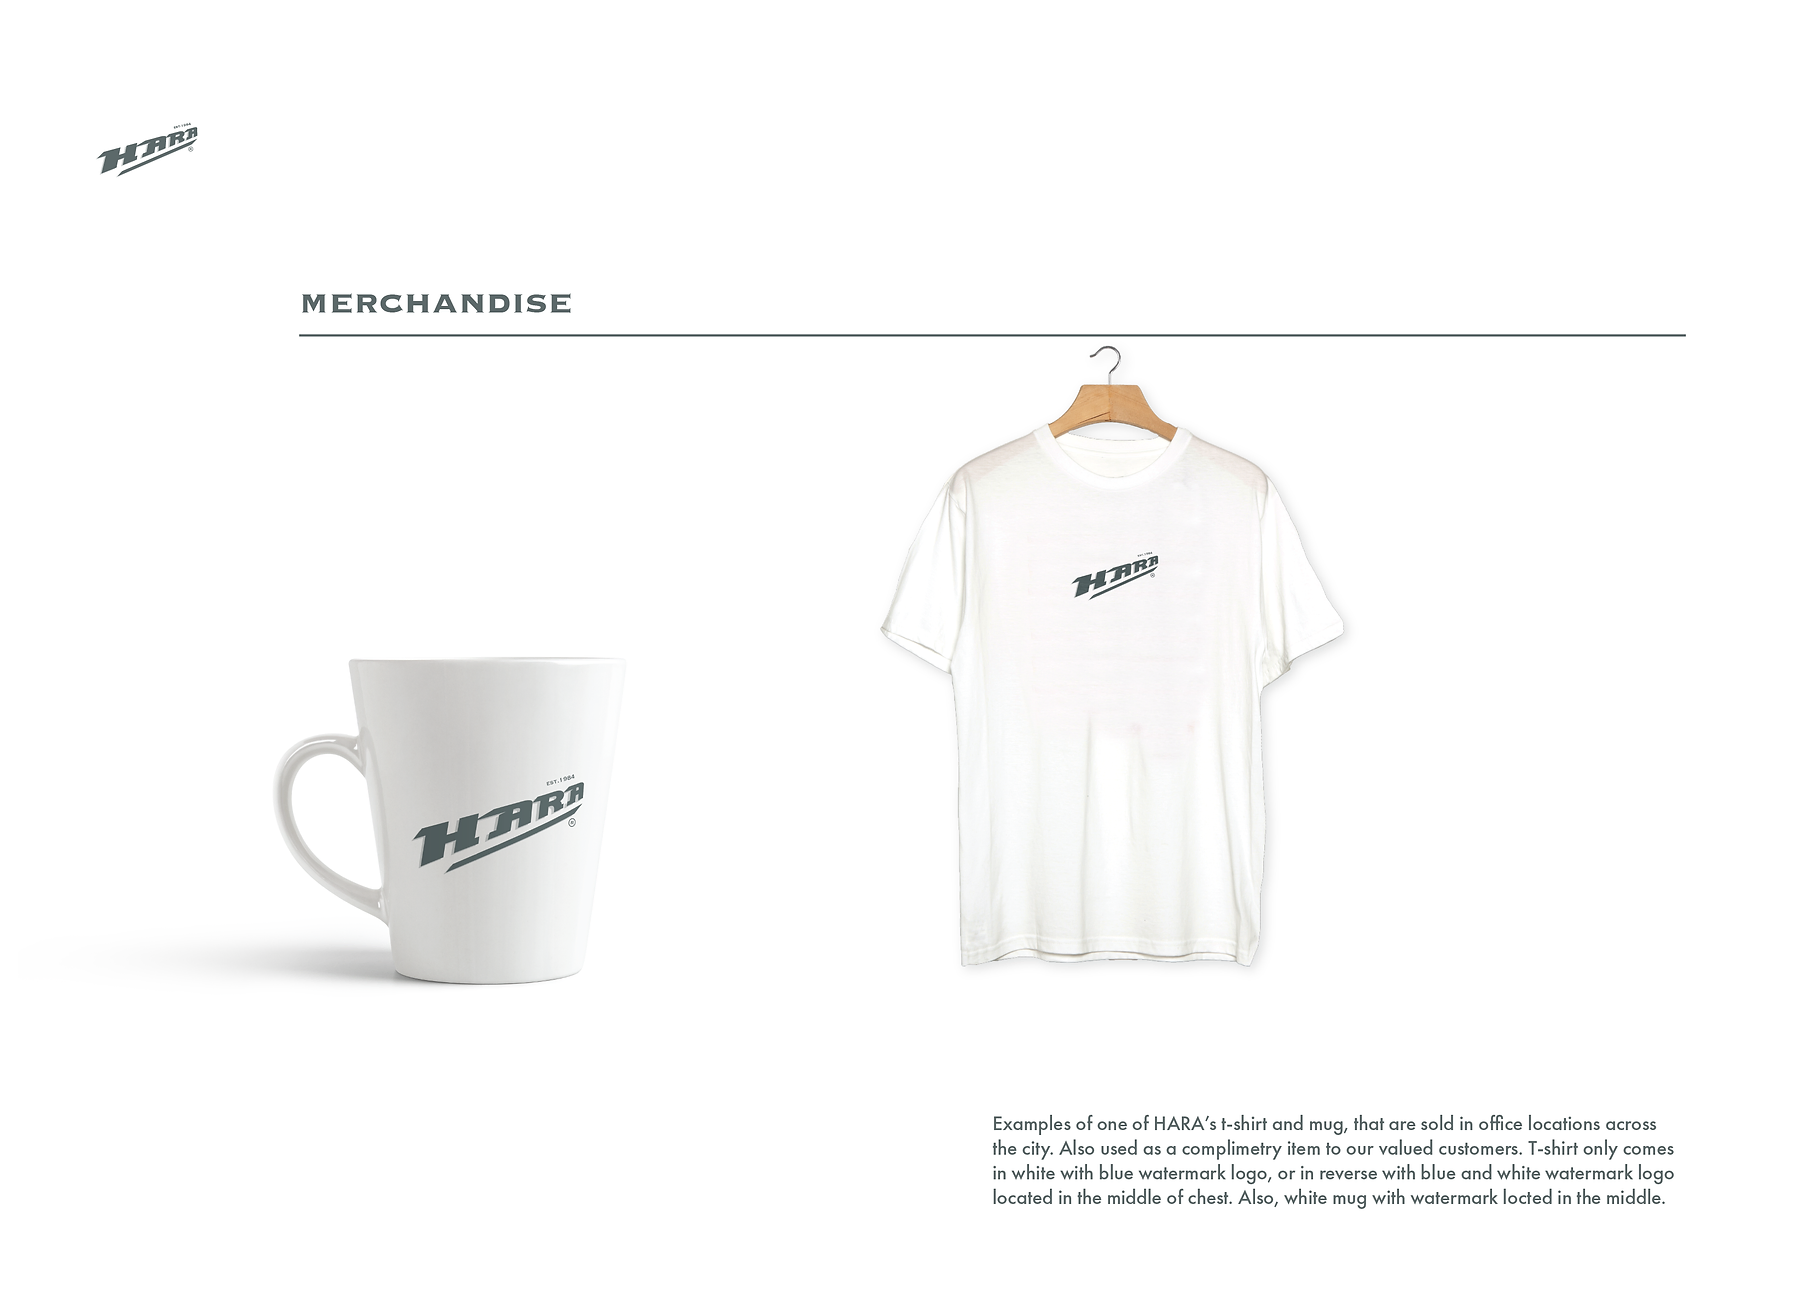 EST.1984
HARA
®
MERCHANDISE
EST.1984
HARA
®
EST.1984
HARA
®
Examples of one of HARA's t-shirt and mug, that are sold in office locations across
the city. Also used as a complimetry item to our valued customers. T-shirt only comes
in white with blue watermark logo, or in reverse with blue and white watermark logo
located in the middle of chest. Also, white mug with watermark locted in the middle.